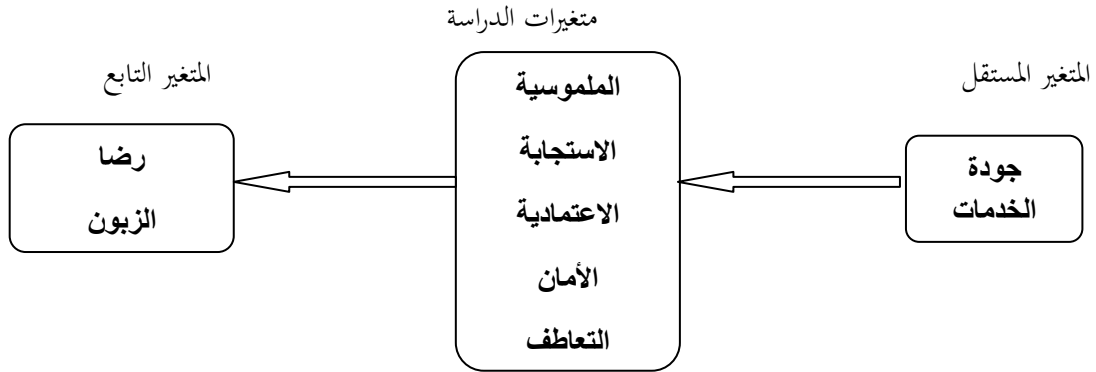 متغيرات الدراسة
المتغير المستقل
جودة
الخدمات
الملموسية
الاستجابة
الاعتمادية
الأمان
التعاطف
المتغير التابع
رضا
الزبون